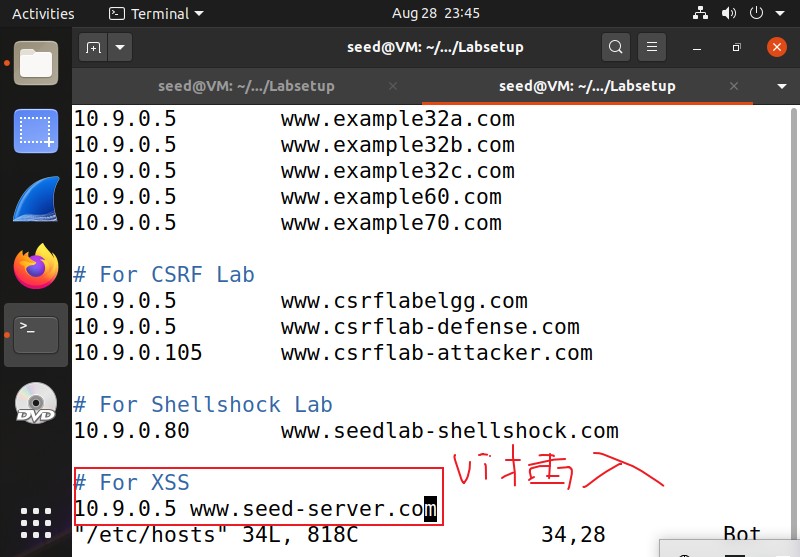 Activities Terminal Aug 28 23:45
seed@VM: ~/.../Labsetup
seed@VM: ~/.../Labsetup seed@VM: ~/.../Labsetup
10.9.0.5 www.example32a.com
10.9.0.5 www.example32b.com
10.9.0.5 www.example32c.com
10.9.0.5 www.example60.com
10.9.0.5 www.example70.com
# For CSRF Lab
10.9.0.5 www.csrflabelgg.com
10.9.0.5 www.csrflab-defense.com
10.9.0.105 www.csrflab-attacker.com
# For Shellshock Lab
10.9.0.80 www.seedlab-shellshock.com
vi插入
# For XSS
10.9.0.5 www.seed-server.com
"/etc/hosts" 34L, 818C 34,28 Bot
>_
DVD